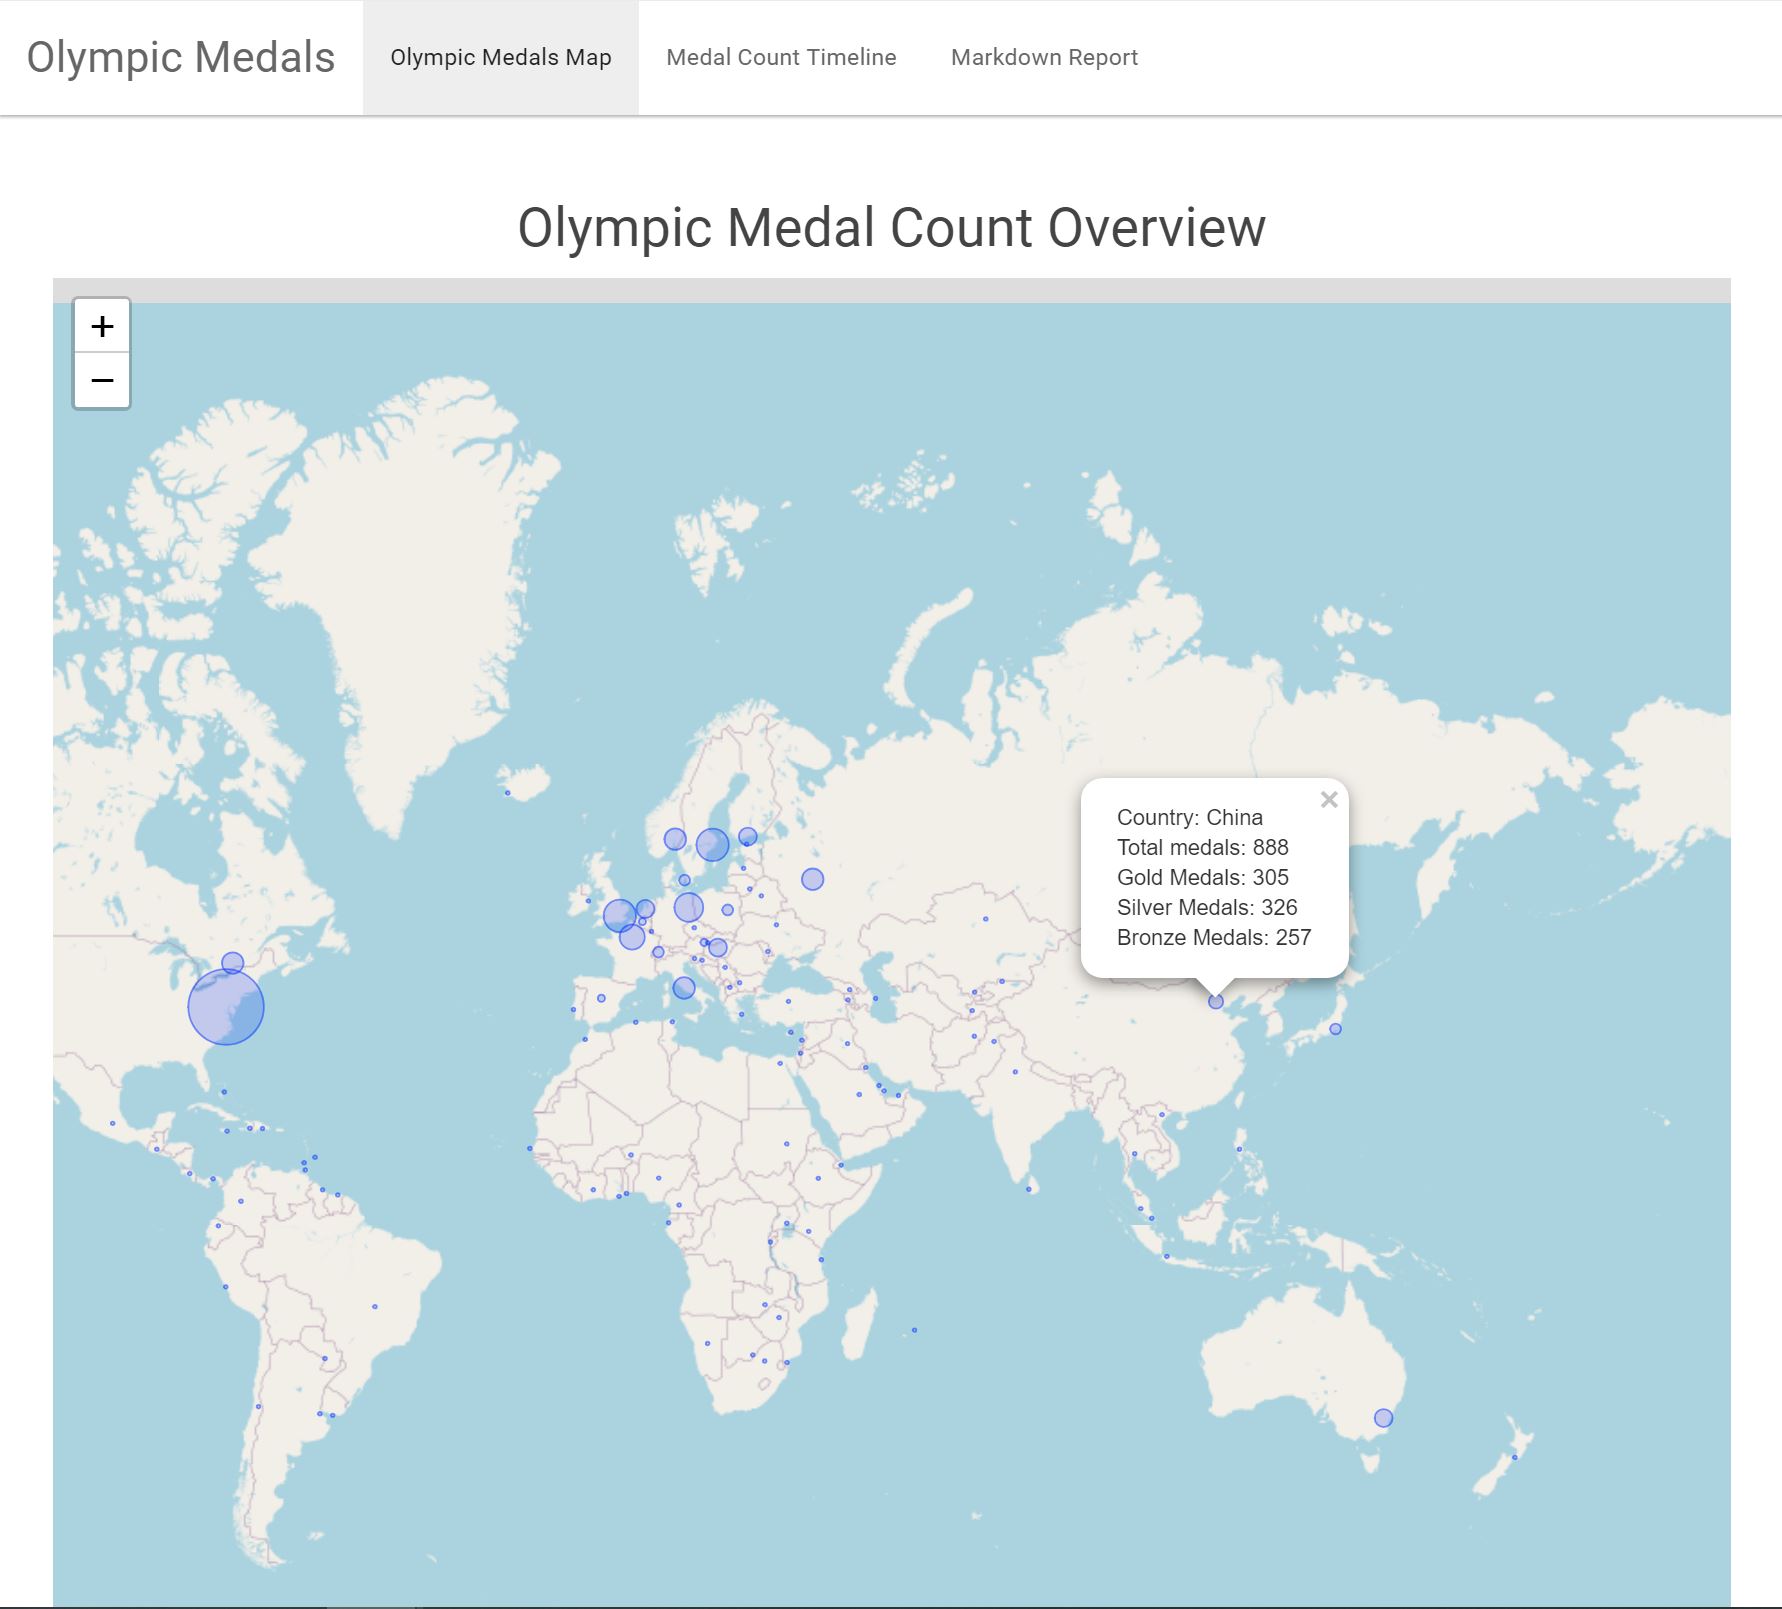 Olympic Medals
Olympic Medals Map
Medal Count Timeline
Markdown Report
Olympic Medal Count Overview
+
−
×
Country: China
Total medals: 888
Gold Medals: 305
Silver Medals: 326
Bronze Medals: 257